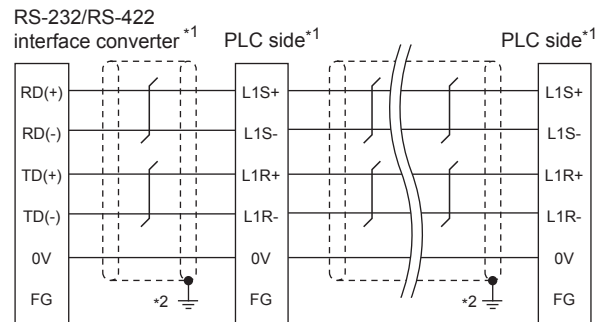 RS-232/RS-422
interface converter *1
PLC side*1
PLC side*1
RD(+)
L1S+
L1S+
RD(-)
L1S-
L1S-
TD(+)
L1R+
L1R+
TD(-)
L1R-
L1R-
0V
0V
0V
FG
*2
FG
*2
FG